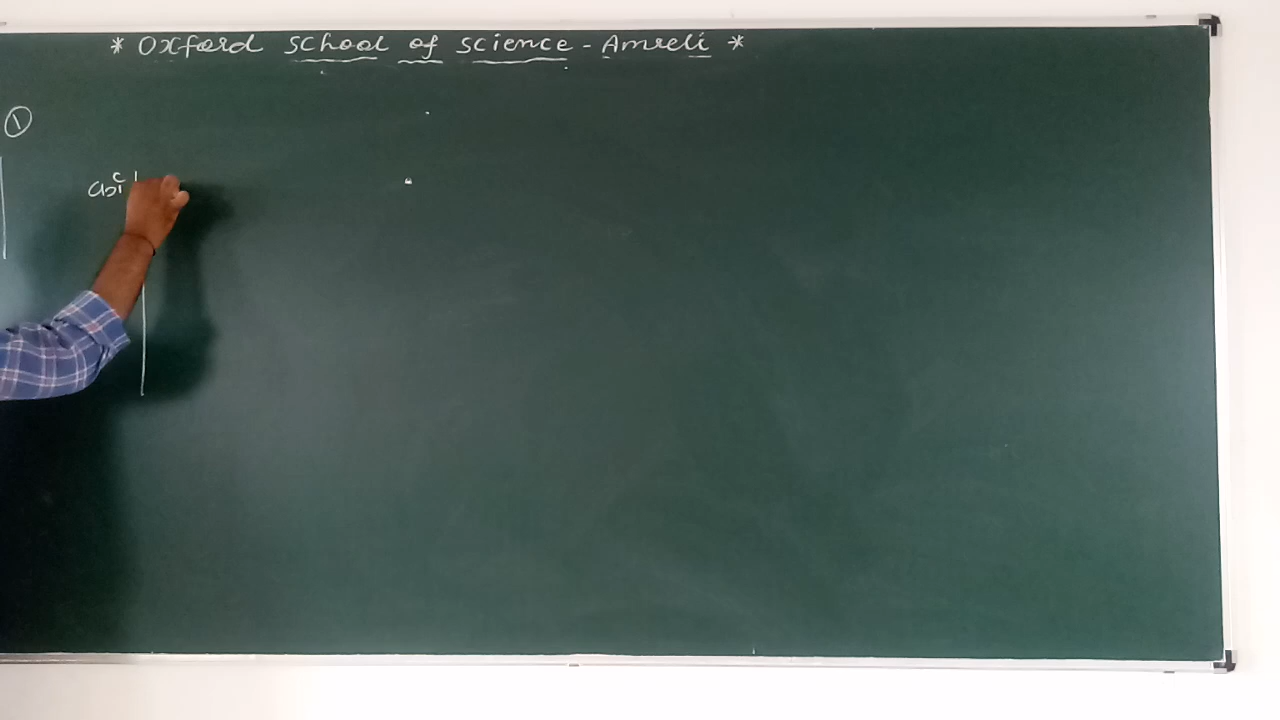 * Oxford school of science - Amreli *
①